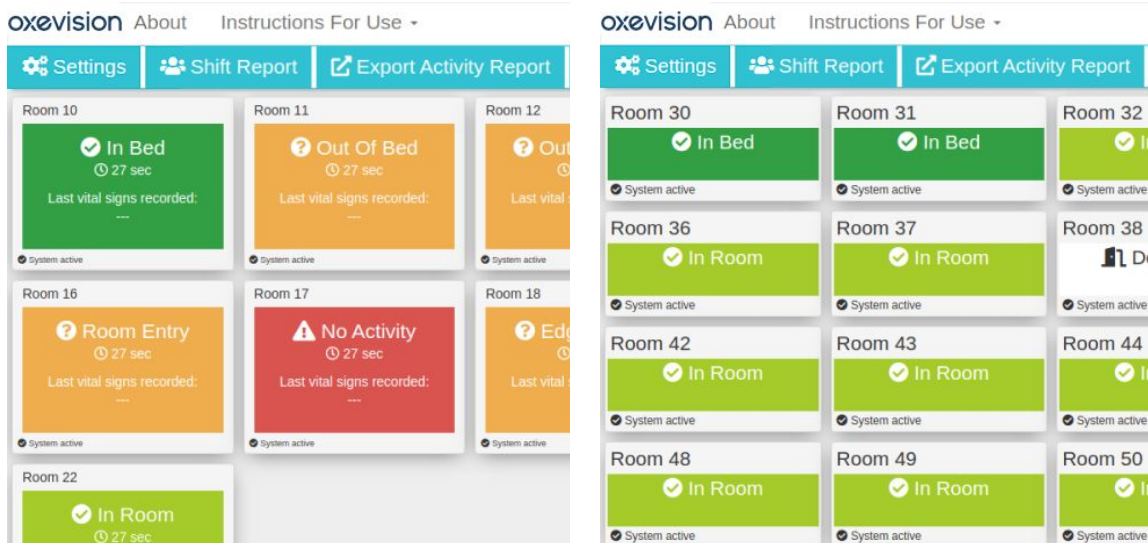 oxevision About Instructions For Use
Settings Shift Report Export Activity Report
Room 10 Room 11 Room 12
In Bed Out Of Bed Out
27 sec 27 sec
Last vital signs recorded: Last vital signs recorded: Last vital
--- ---
System active System active System active
Room 16 Room 17 Room 18
Room Entry No Activity Edg
27 sec 27 sec
Last vital signs recorded: Last vital signs recorded: Last vital
--- ---
System active System active System active
Room 22
In Room
27 sec
oxevision About Instructions For Use
Settings Shift Report Export Activity Report
Room 30 Room 31 Room 32
In Bed In Bed
System active System active System active
Room 36 Room 37 Room 38
In Room In Room
System active System active System active
Room 42 Room 43 Room 44
In Room In Room
System active System active System active
Room 48 Room 49 Room 50
In Room In Room
System active System active System active